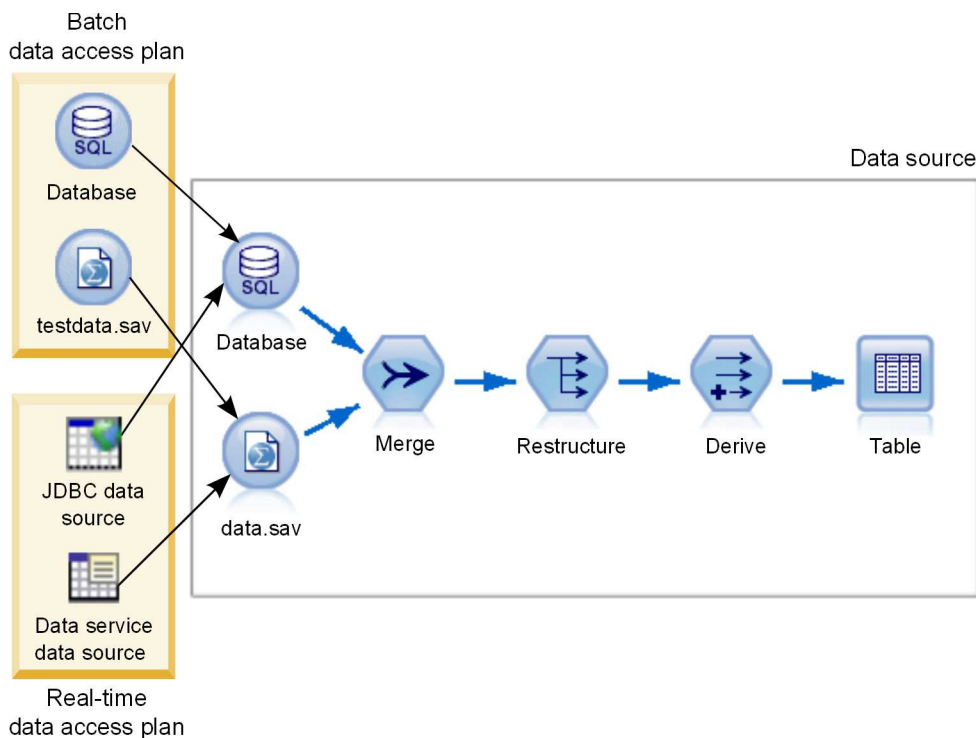 Batch
data access plan
SQL
Database
testdata.sav
JDBC data
source
Data service
data source
Real-time
data access plan
Data source
SQL
Database
data.sav
Merge
Restructure
Derive
Table